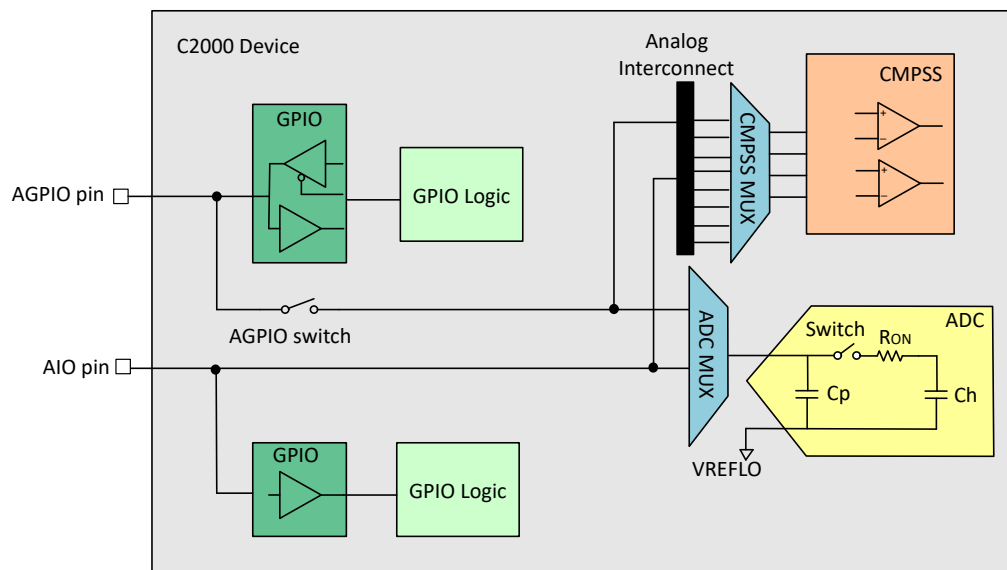 C2000 Device
Analog
Interconnect
CMPSS
GPIO
+
-
CMPSS MUX
GPIO Logic
+
-
AGPIO pin
AGPIO switch
ADC MUX
ADC
Switch
RON
AIO pin
Cp
Ch
GPIO
VREFLO
GPIO Logic